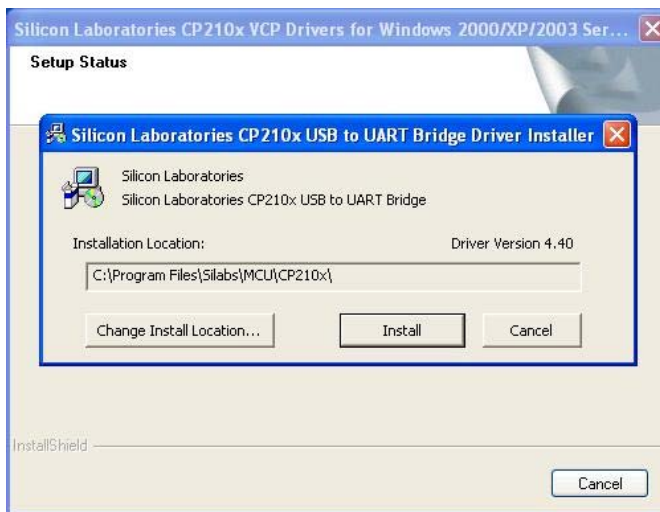 Silicon Laboratories CP210x VCP Drivers for Windows 2000/XP/2003 Ser...
Setup Status
Silicon Laboratories CP210x USB to UART Bridge Driver Installer
Silicon Laboratories
Silicon Laboratories CP210x USB to UART Bridge
Installation Location:
Driver Version 4.40
C:\Program Files\Silabs\MCU\CP210x\
Change Install Location...
Install
Cancel
InstallShield
Cancel